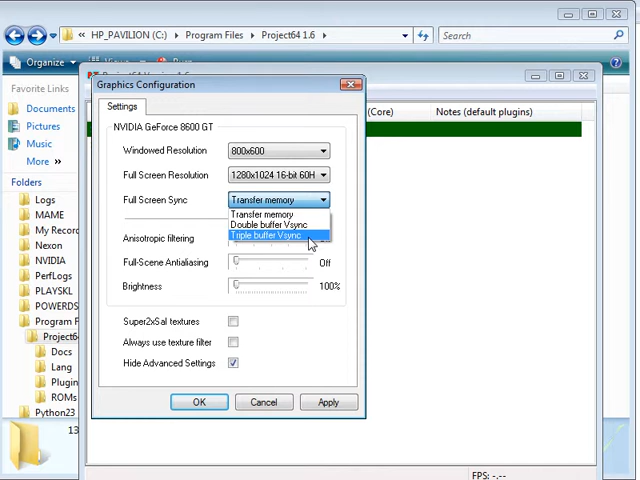 HP_PAVILION (C:) Program Files Project64 1.6 Search
Organize
Favorite Links
Documents
Pictures
Music
More »
Folders
Logs
MAME
My Recor
Nexon
NVIDIA
PerfLogs
PLAYSKL
POWERDS
Program F
Project6
Docs
Lang
Plugin
ROMs
Python23
13
(Core) Notes (default plugins)
Graphics Configuration
Settings
NVIDIA GeForce 8600 GT
Windowed Resolution 800x600
Full Screen Resolution 1280x1024 16-bit 60H
Full Screen Sync Transfer memory
Transfer memory
Double buffer Vsync
Triple buffer Vsync
Anisotropic filtering
Full-Scene Antialiasing Off
Brightness 100%
Super2xSal textures
Always use texture filter
Hide Advanced Settings
OK Cancel Apply
FPS: -.--